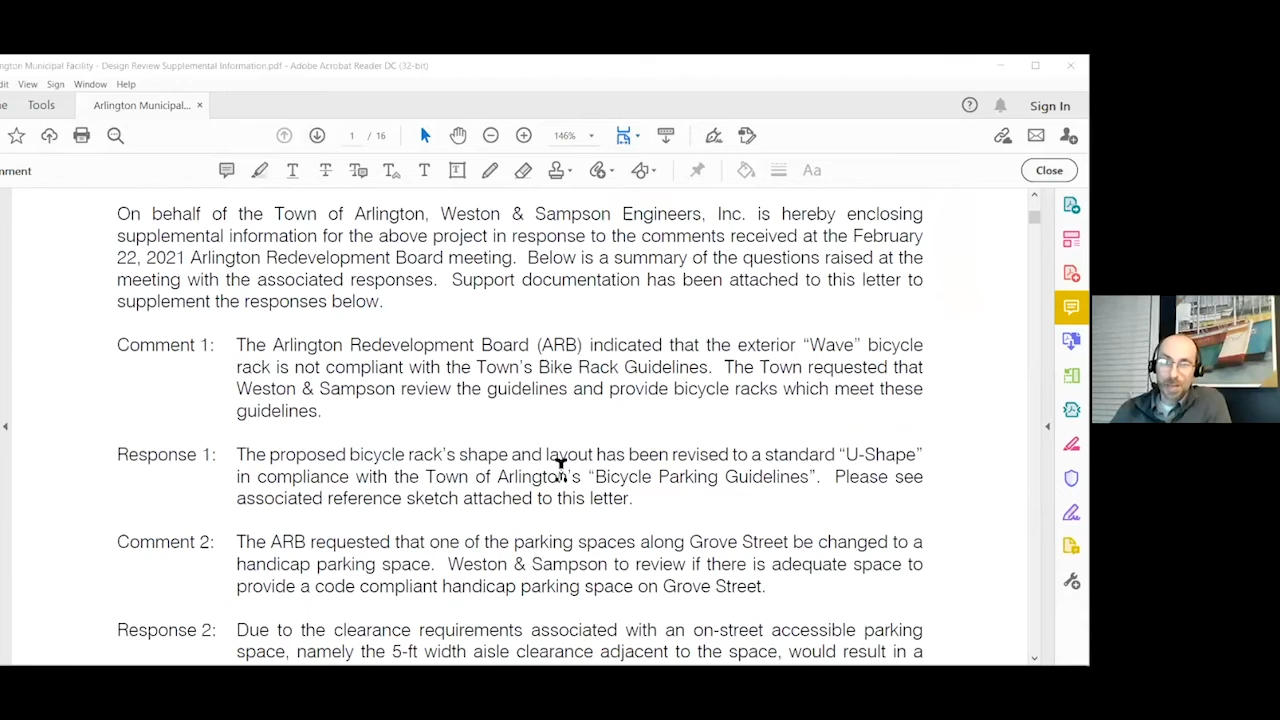 ngton Municipal Facility - Design Review Supplemental Information.pdf - Adobe Acrobat Reader DC (32-bit)
dit View Sign Window Help
ne Tools Arlington Municipal... × Sign In
1 / 16 146%
mment Aa Close
On behalf of the Town of Arlington, Weston & Sampson Engineers, Inc. is hereby enclosing
supplemental information for the above project in response to the comments received at the February
22, 2021 Arlington Redevelopment Board meeting. Below is a summary of the questions raised at the
meeting with the associated responses. Support documentation has been attached to this letter to
supplement the responses below.
Comment 1: The Arlington Redevelopment Board (ARB) indicated that the exterior “Wave” bicycle
rack is not compliant with the Town’s Bike Rack Guidelines. The Town requested that
Weston & Sampson review the guidelines and provide bicycle racks which meet these
guidelines.
Response 1: The proposed bicycle rack’s shape and layout has been revised to a standard “U-Shape”
in compliance with the Town of Arlington’s “Bicycle Parking Guidelines”. Please see
associated reference sketch attached to this letter.
Comment 2: The ARB requested that one of the parking spaces along Grove Street be changed to a
handicap parking space. Weston & Sampson to review if there is adequate space to
provide a code compliant handicap parking space on Grove Street.
Response 2: Due to the clearance requirements associated with an on-street accessible parking
space, namely the 5-ft width aisle clearance adjacent to the space, would result in a